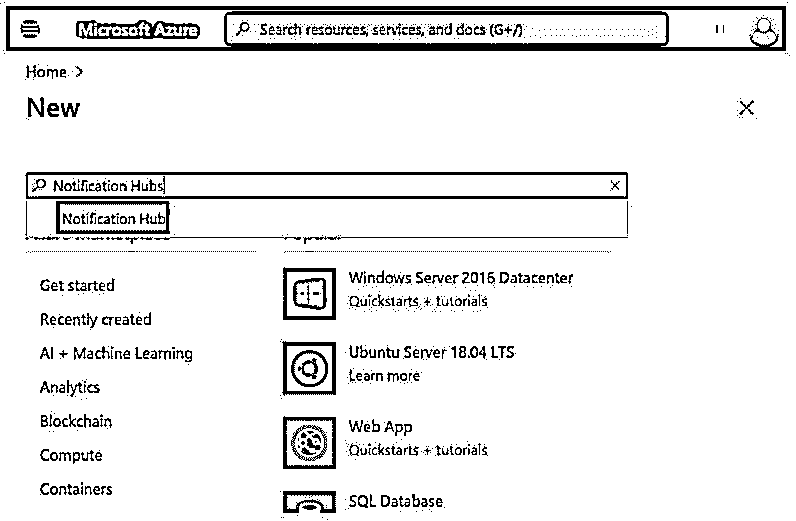 Microsoft Azure
Search resources, services, and docs (G+/)
Home >
New
Notification Hubs
Notification Hub
Get started
Recently created
AI + Machine Learning
Analytics
Blockchain
Compute
Containers
Windows Server 2016 Datacenter
Quickstarts + tutorials
Ubuntu Server 18.04 LTS
Learn more
Web App
Quickstarts + tutorials
SQL Database